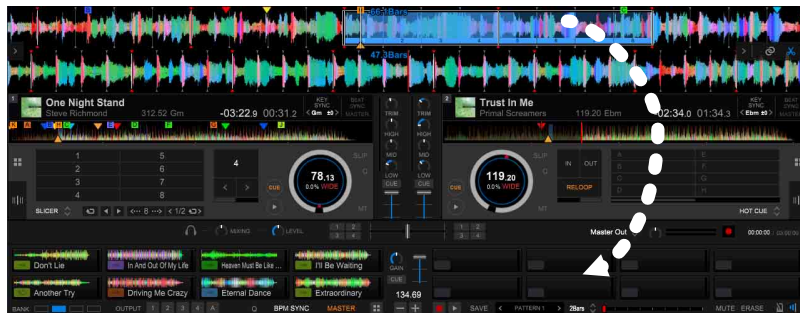 66.1Bars
47.3Bars
1
One Night Stand
Steve Richmond
312.52 Gm
-03:22.9 00:31.2
KEY SYNC
Gm ±0
BEAT SYNC
MASTER
TRIM
HIGH
MID
LOW
CUE
TRIM
HIGH
MID
LOW
CUE
2
Trust In Me
Primal Screamers
119.20 Ebm
-02:34.0 01:34.3
KEY SYNC
Ebm ±0
BEAT SYNC
MASTER
1 5
2 6
3 7
4 8
4
SLICER
8
1/2
CUE
78.13
0.0% WIDE
SLIP
Q
MT
CUE
119.20
0.0% WIDE
SLIP
Q
MT
IN OUT
RELOOP
A E
B F
C G
D H
HOT CUE
MIXING
LEVEL
1 2
3 4
1 2
3 4
Master Out
00:00:00
Don't Lie
In And Out Of My Life
Heaven Must Be Like ...
I'll Be Waiting
Another Try
Driving Me Crazy
Eternal Dance
Extraordinary
GAIN
CUE
134.69
BANK
OUTPUT 1 2 3 4 A
Q
BPM SYNC
MASTER
SAVE
PATTERN 1
2Bars
MUTE ERASE